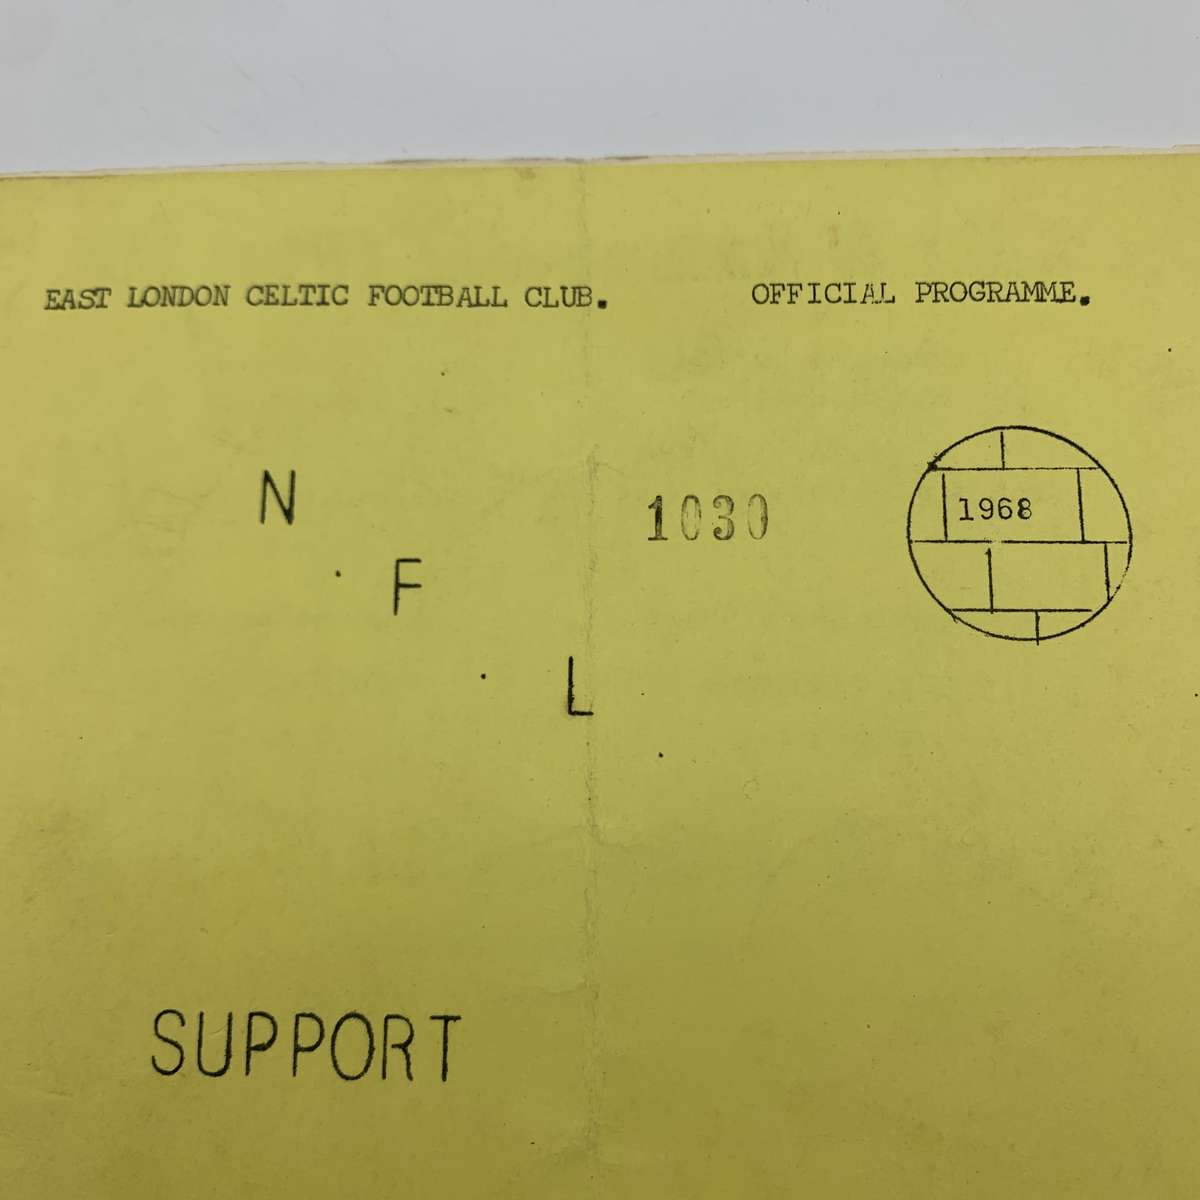 EAST LONDON CELTIC FOOTBALL CLUB. OFFICIAL PROGRAMME.
N.
F.
L.
1030
1968
SUPPORT